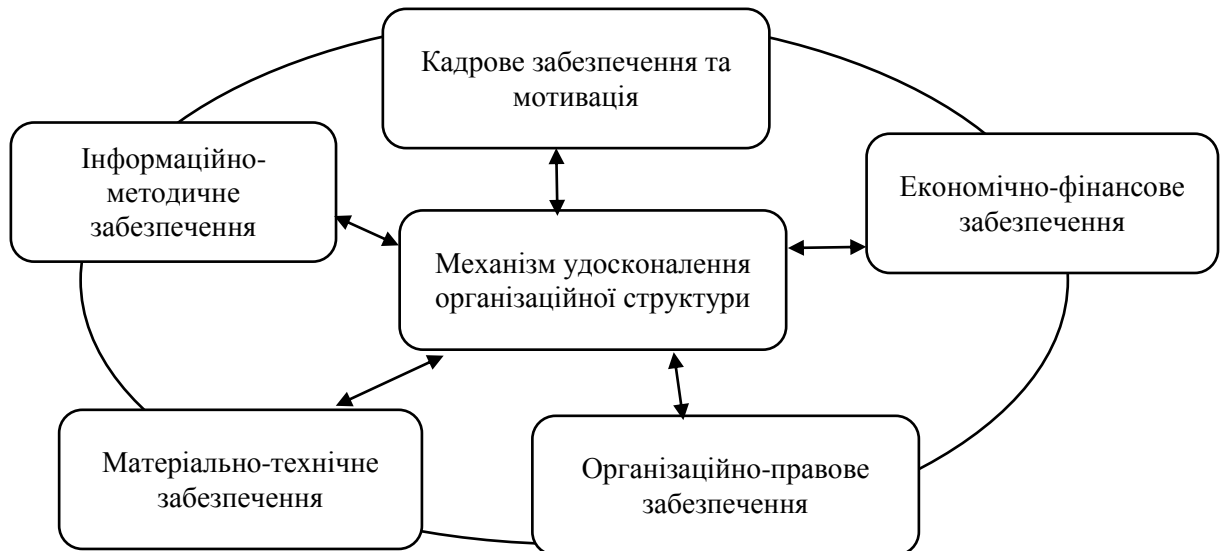 Кадрове забезпечення та
мотивація
Інформаційно-
методичне
забезпечення
Економічно-фінансове
забезпечення
Механізм удосконалення
організаційної структури
Матеріально-технічне
забезпечення
Організаційно-правове
забезпечення